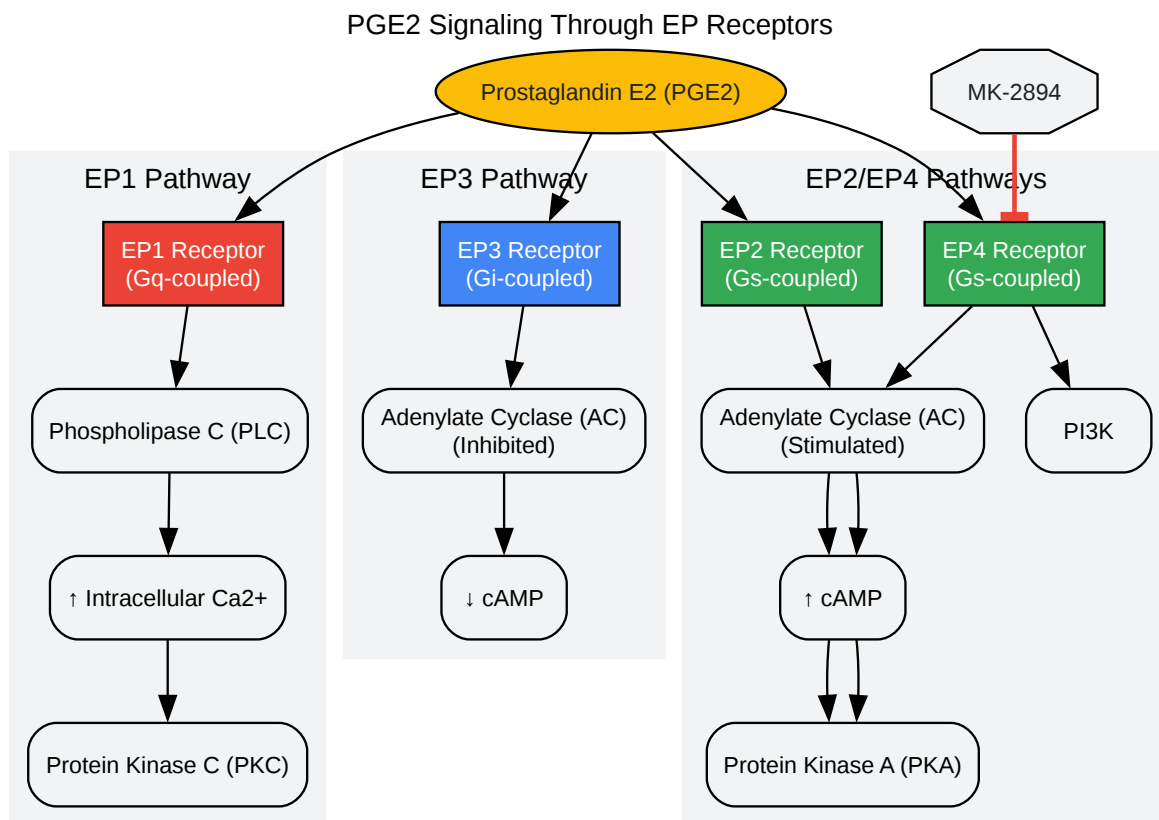 PGE2 Signaling Through EP Receptors
Prostaglandin E2 (PGE2)
MK-2894
EP1 Pathway
EP3 Pathway
EP2/EP4 Pathways
EP1 Receptor
(Gq-coupled)
EP3 Receptor
(Gi-coupled)
EP2 Receptor
(Gs-coupled)
EP4 Receptor
(Gs-coupled)
Phospholipase C (PLC)
Adenylate Cyclase (AC)
(Inhibited)
Adenylate Cyclase (AC)
(Stimulated)
PI3K
↑ Intracellular Ca2+
↓ cAMP
↑ cAMP
Protein Kinase C (PKC)
Protein Kinase A (PKA)